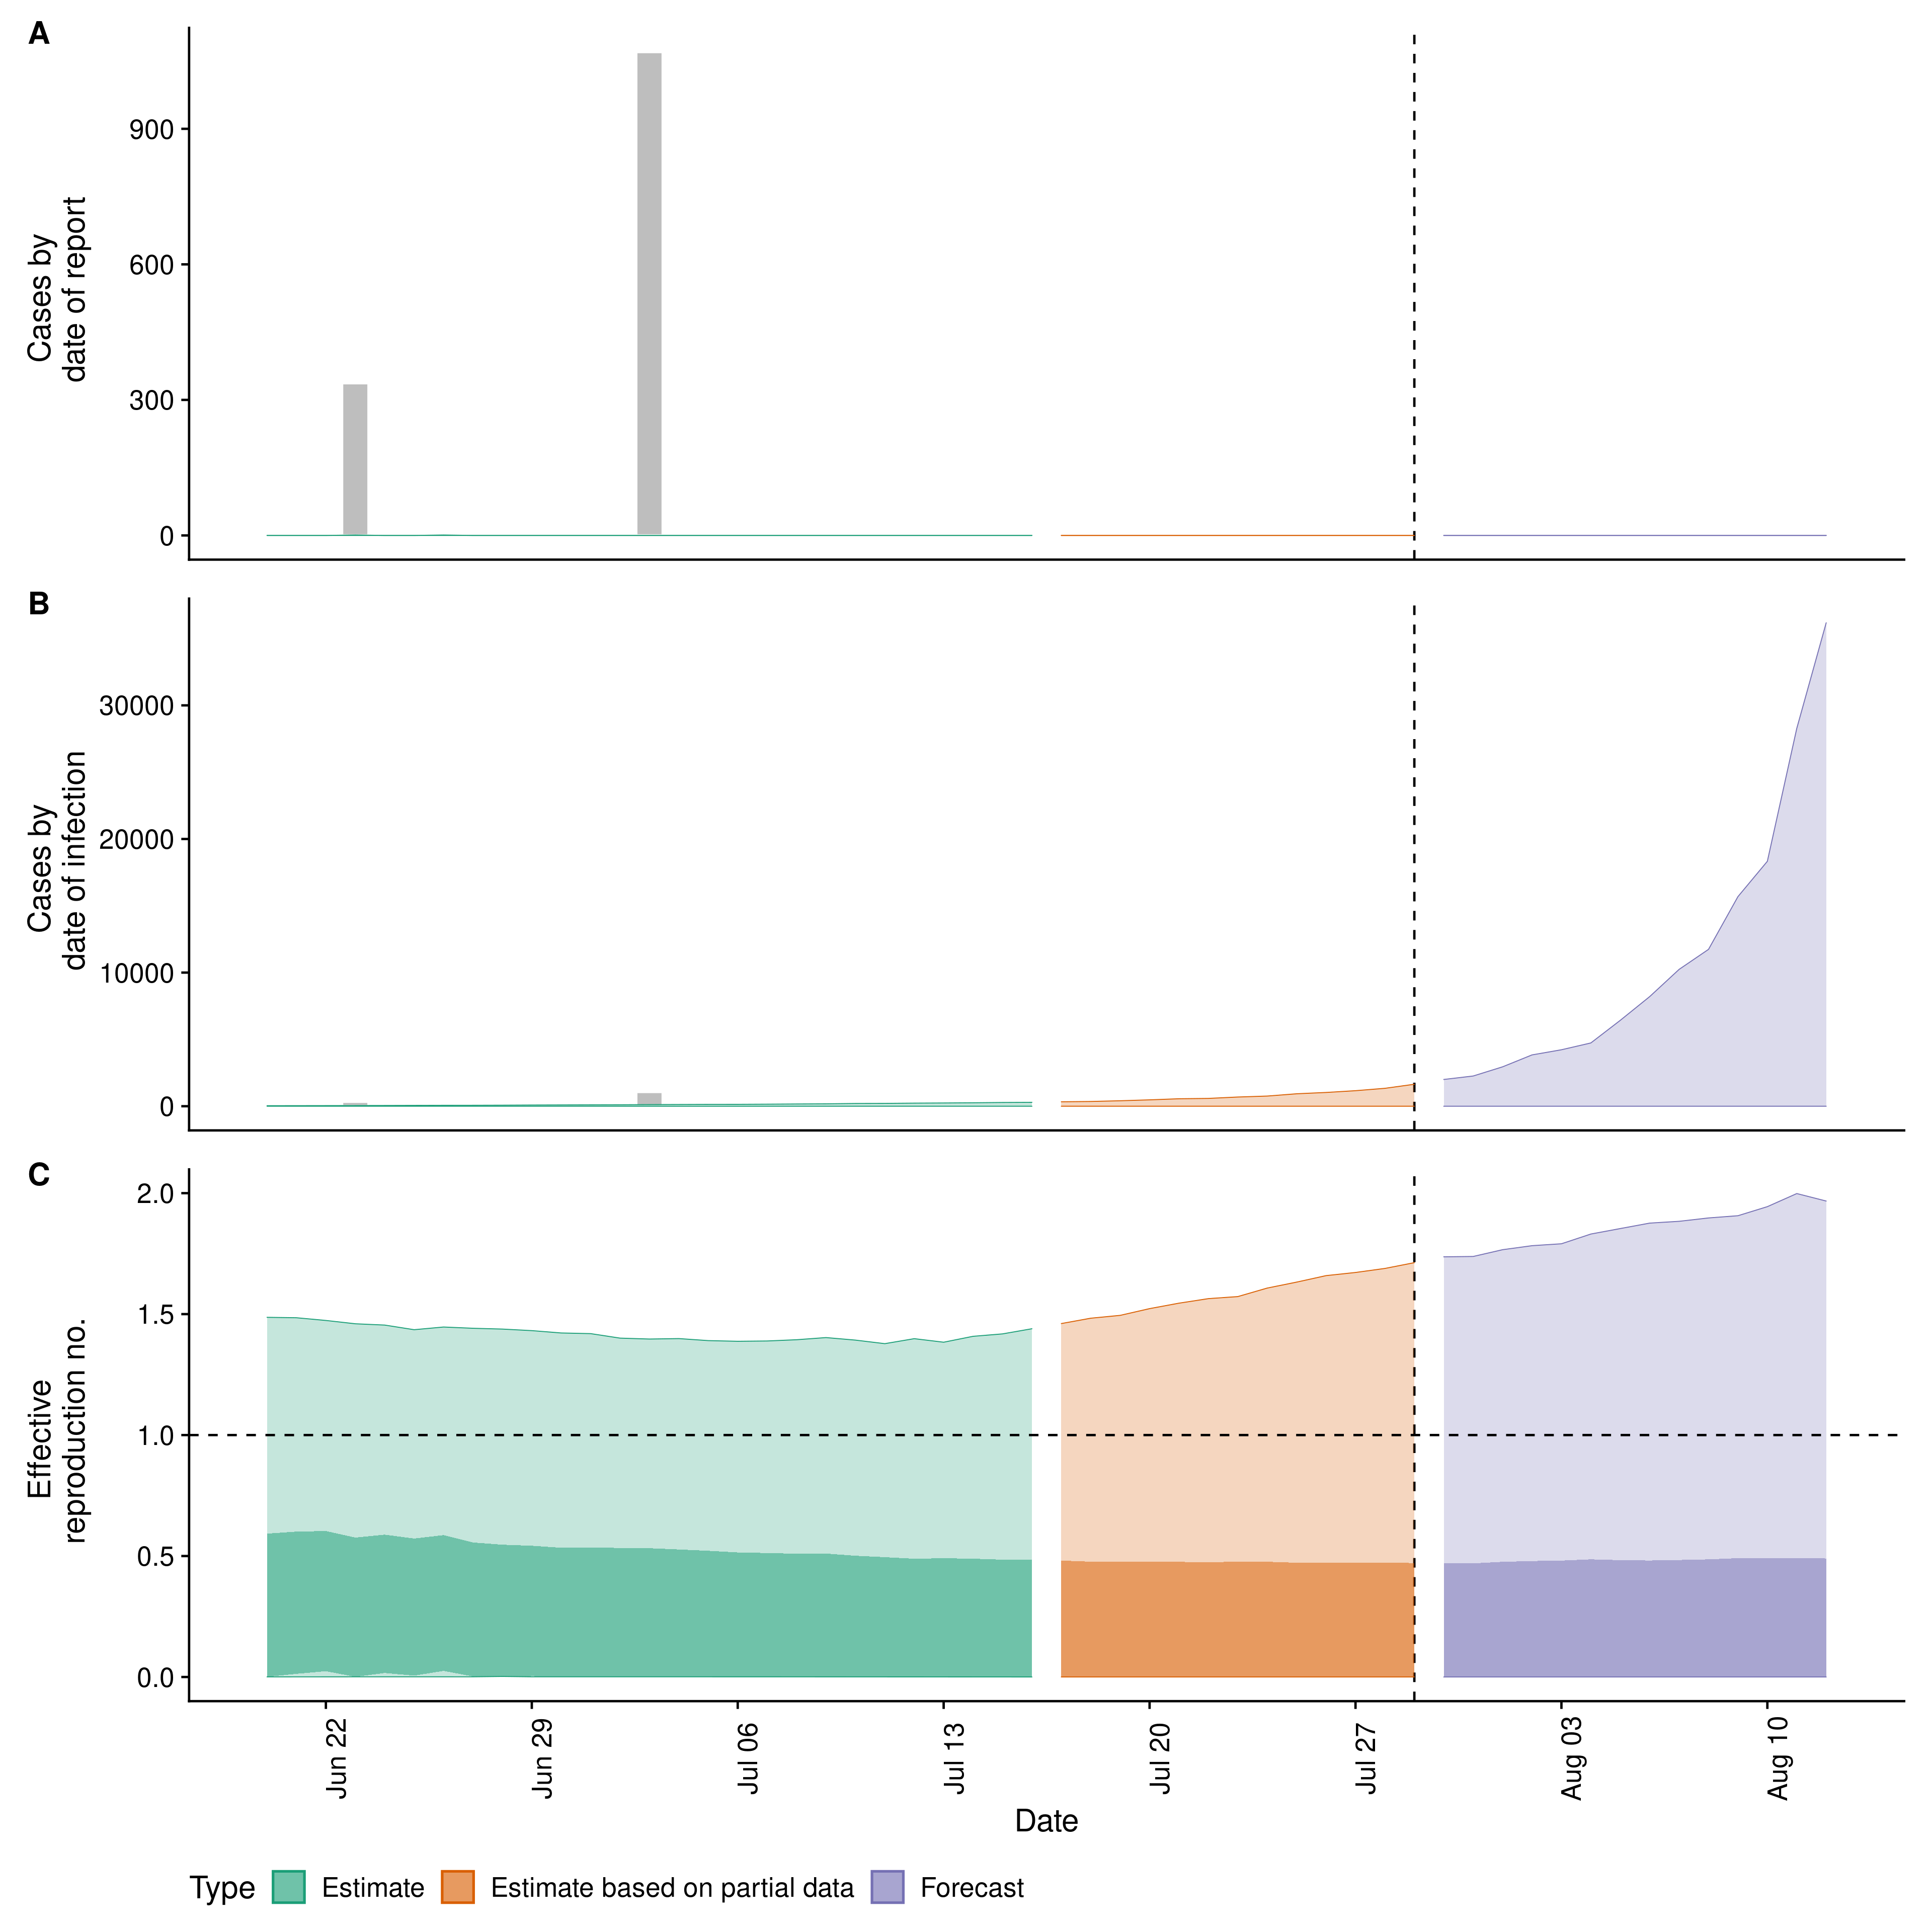 A
Cases by
date of report
900
600
300
0
B
Cases by
date of infection
30000
20000
10000
0
C
Effective
reproduction no.
2.0
1.5
1.0
0.5
0.0
Jun 22
Jun 29
Jul 06
Jul 13
Jul 20
Jul 27
Aug 03
Aug 10
Date
Type Estimate Estimate based on partial data Forecast